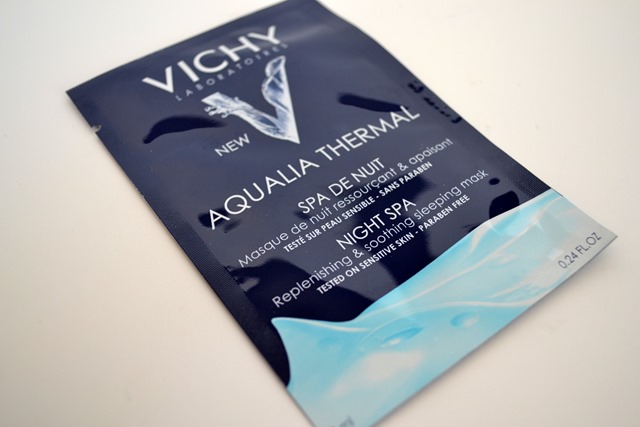 VICHY
LABORATOIRES
NEW
AQUALIA THERMAL
SPA DE NUIT
Masque de nuit ressourçant & apaisant
TESTÉ SUR PEAU SENSIBLE - SANS PARABEN
NIGHT SPA
Replenishing & soothing sleeping mask
TESTED ON SENSITIVE SKIN - PARABEN FREE
0.24 FL.OZ